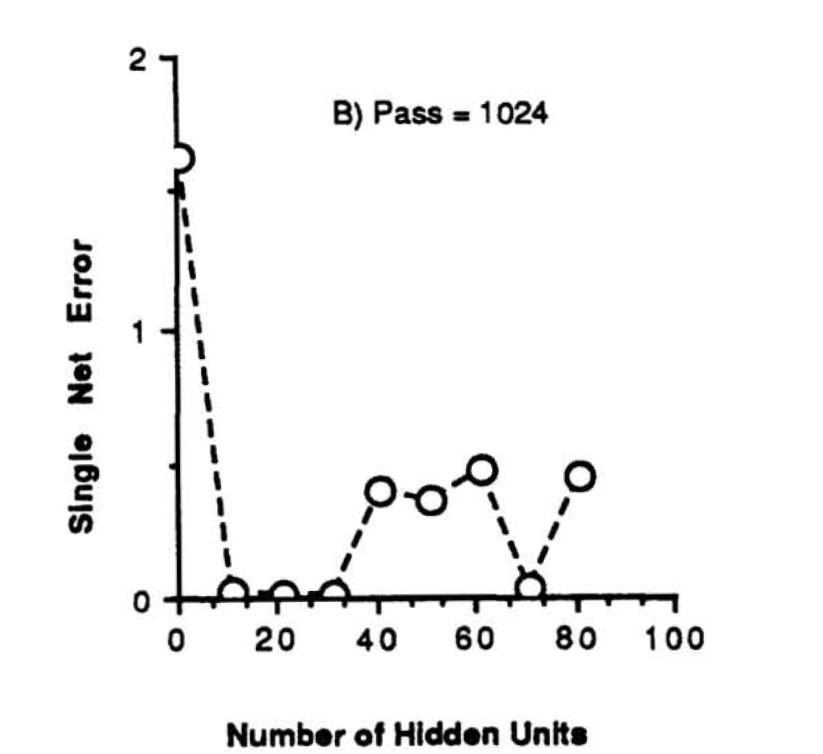 2
B) Pass = 1024
1
0
Single Net Error
0 20 40 60 80 100
Number of Hidden Units